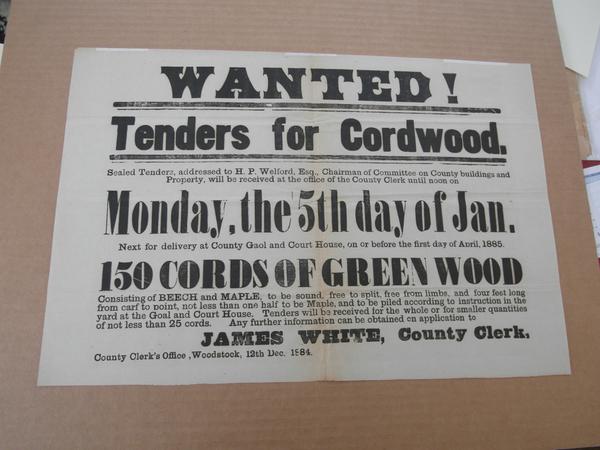 WANTED!
Tenders for Cordwood.
Sealed Tenders, addressed to H. P. Welford, Esq., Chairman of Committee on County buildings and
Property, will be received at the office of the County Clerk until noon on
Monday, the 5th day of Jan.
Next for delivery at County Gaol and Court House, on or before the first day of April, 1885.
150 CORDS OF GREEN WOOD
Consisting of BEECH and MAPLE, to be sound, free to split, free from limbs, and four feet long
from carf to point, not less than one half to be Maple, and to be piled according to instruction in the
yard at the Goal and Court House. Tenders will be received for the whole or for smaller quantities
of not less than 25 cords. Any further information can be obtained on application to
JAMES WHITE, County Clerk,
County Clerk's Office ,Woodstock, 12th Dec. 1884.